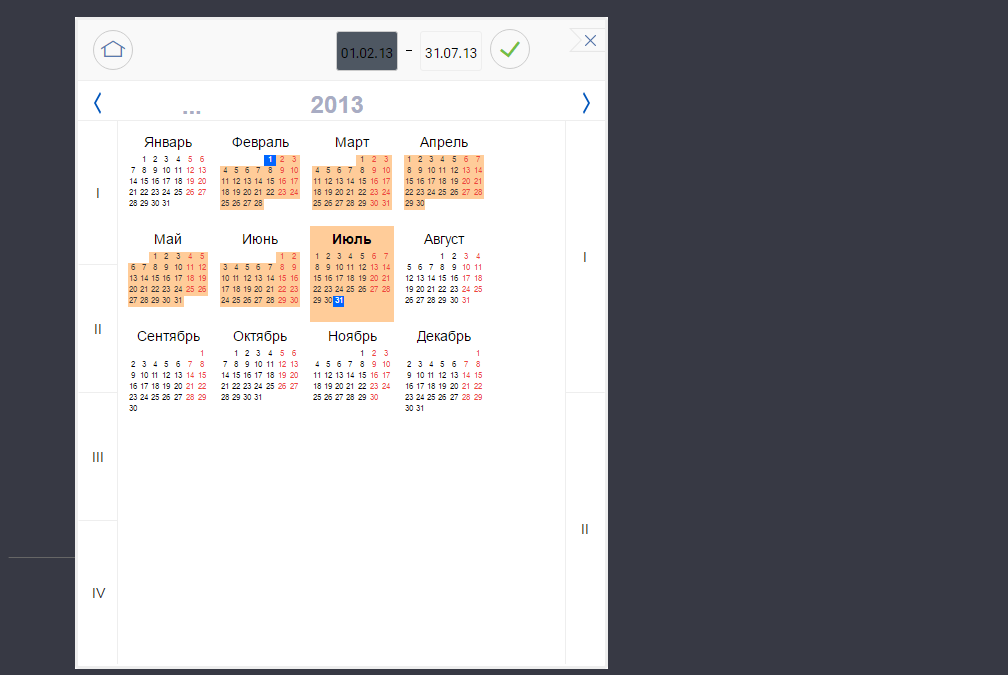 01.02.13 - 31.07.13
... 2013
Январь Февраль Март Апрель
1 2 3 4 5 6 1 2 3 1 2 3 1 2 3 4 5 6 7
7 8 9 10 11 12 13 4 5 6 7 8 9 10 4 5 6 7 8 9 10 8 9 10 11 12 13 14
14 15 16 17 18 19 20 11 12 13 14 15 16 17 11 12 13 14 15 16 17 15 16 17 18 19 20 21
I
21 22 23 24 25 26 27 18 19 20 21 22 23 24 18 19 20 21 22 23 24 22 23 24 25 26 27 28
28 29 30 31 25 26 27 28 25 26 27 28 29 30 31 29 30
Май Июнь Июль Август
1 2 3 4 5 1 2 1 2 3 4 5 6 7 1 2 3 4
I
6 7 8 9 10 11 12 3 4 5 6 7 8 9 8 9 10 11 12 13 14 5 6 7 8 9 10 11
13 14 15 16 17 18 19 10 11 12 13 14 15 16 15 16 17 18 19 20 21 12 13 14 15 16 17 18
20 21 22 23 24 25 26 17 18 19 20 21 22 23 22 23 24 25 26 27 28 19 20 21 22 23 24 25
27 28 29 30 31 24 25 26 27 28 29 30 29 30 31 26 27 28 29 30 31
II
Сентябрь Октябрь Ноябрь Декабрь
1 1 2 3 4 5 6 1 2 3 1
2 3 4 5 6 7 8 7 8 9 10 11 12 13 4 5 6 7 8 9 10 2 3 4 5 6 7 8
9 10 11 12 13 14 15 14 15 16 17 18 19 20 11 12 13 14 15 16 17 9 10 11 12 13 14 15
16 17 18 19 20 21 22 21 22 23 24 25 26 27 18 19 20 21 22 23 24 16 17 18 19 20 21 22
23 24 25 26 27 28 29 28 29 30 31 25 26 27 28 29 30 23 24 25 26 27 28 29
30 30 31
III
II
IV